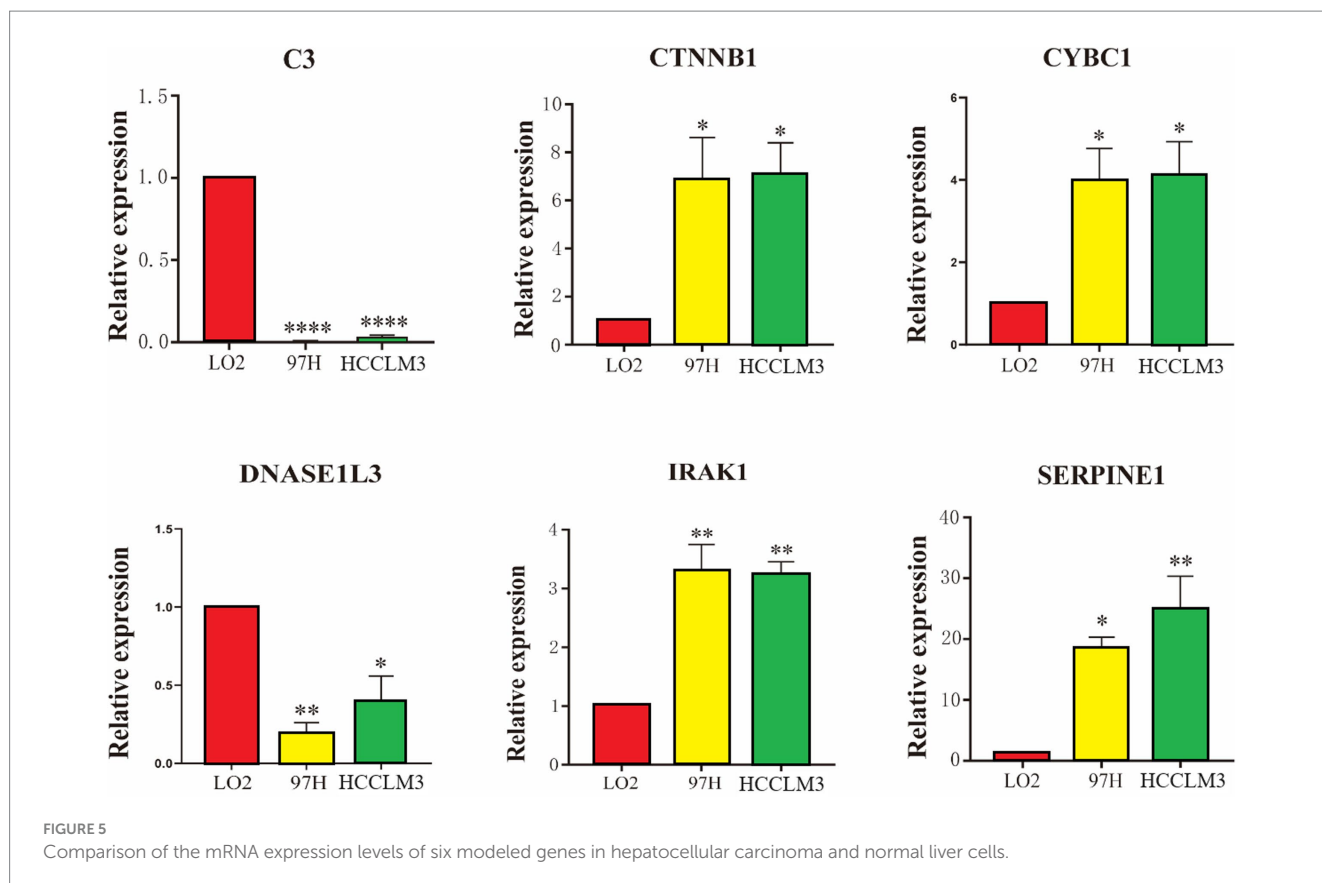 C3
CTNNB1
CYBC1
1.5
1.0
0.5
0.0
Relative expression
****
****
LO2
97H
HCCLM3
10
8
6
4
2
0
Relative expression
*
*
LO2
97H
HCCLM3
6
4
2
0
Relative expression
*
*
LO2
97H
HCCLM3
DNASE1L3
IRAK1
SERPINE1
1.5
1.0
0.5
0.0
Relative expression
**
*
LO2
97H
HCCLM3
4
3
2
1
0
Relative expression
**
**
LO2
97H
HCCLM3
40
30
20
10
0
Relative expression
*
**
LO2
97H
HCCLM3
FIGURE 5
Comparison of the mRNA expression levels of six modeled genes in hepatocellular carcinoma and normal liver cells.